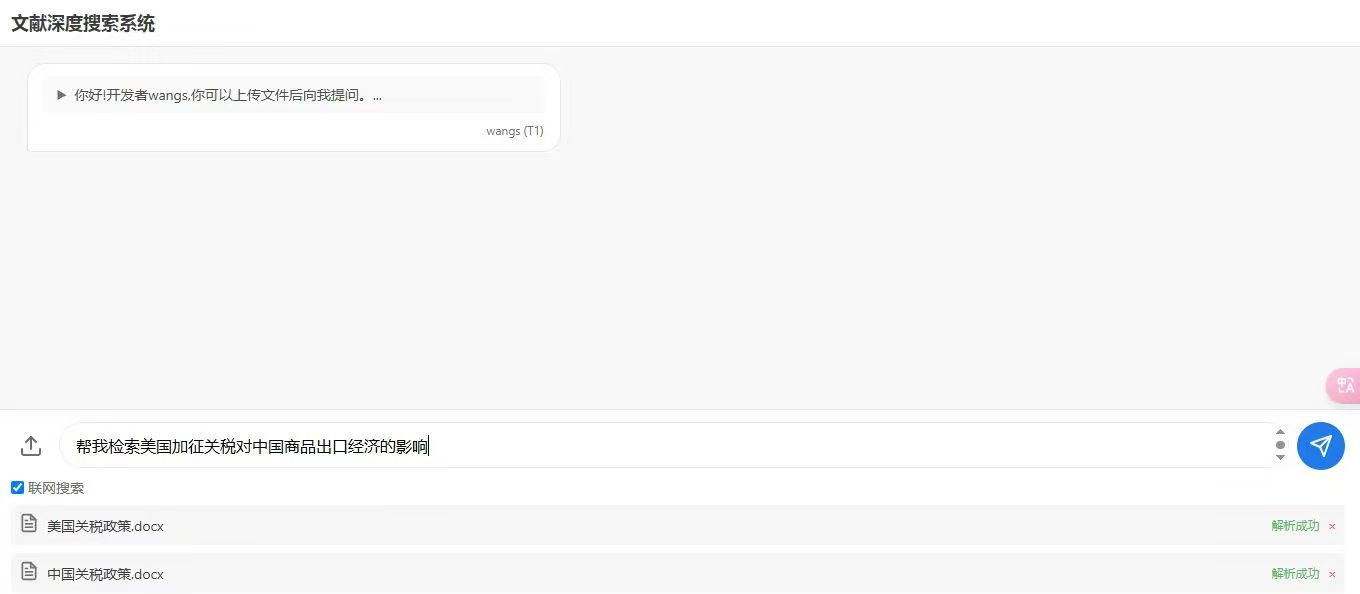 文献深度搜索系统
▶ 你好!开发者wangs,你可以上传文件后向我提问。...
wangs (T1)
帮我检索美国加征关税对中国商品出口经济的影响
联网搜索
美国关税政策.docx 解析成功 ×
中国关税政策.docx 解析成功 ×